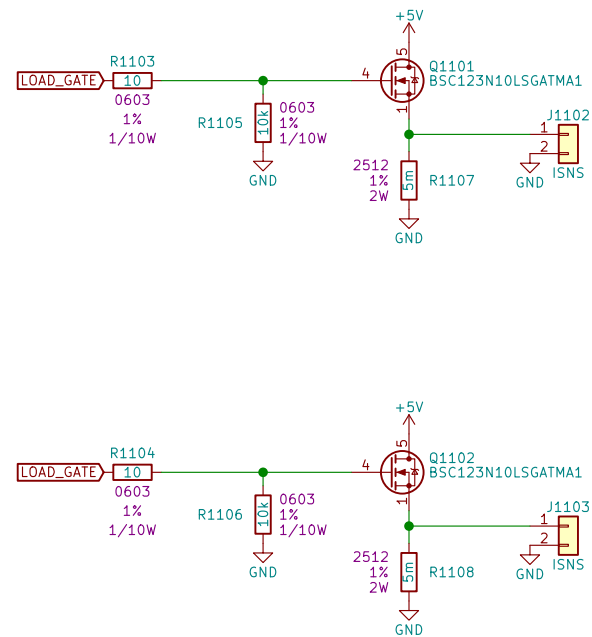 +5V
R1103
Q1101
5
LOAD_GATE
10
4
BSC123N10LSGATMA1
0603
1%
1/10W
R1105
10k
0603
1%
1/10W
1
J1102
1
2
GND
2512
1%
2W
5m
R1107
GND
ISNS
GND
+5V
R1104
Q1102
5
LOAD_GATE
10
4
BSC123N10LSGATMA1
0603
1%
1/10W
R1106
10k
0603
1%
1/10W
1
J1103
1
2
GND
2512
1%
2W
5m
R1108
GND
ISNS
GND